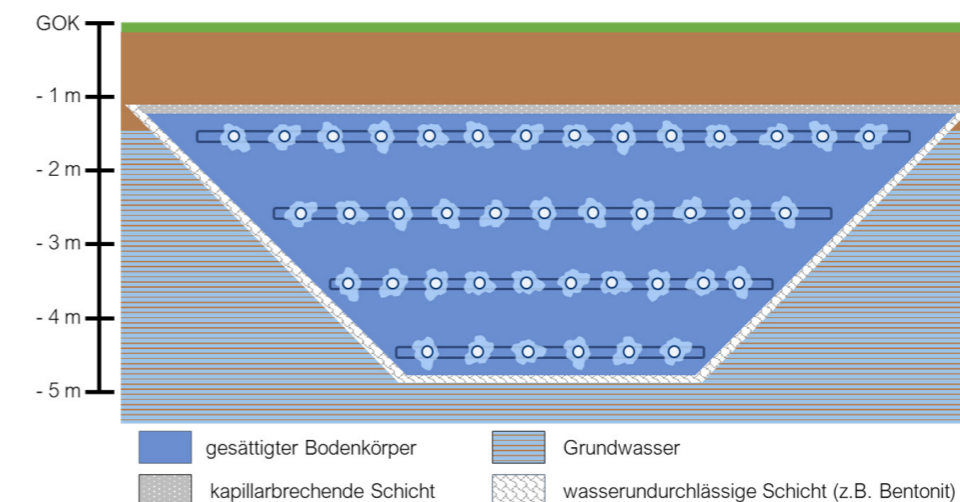 GOK
- 1 m
- 2 m
- 3 m
- 4 m
- 5 m
gesättigter Bodenkörper
Grundwasser
kapillarbrechende Schicht
wasserundurchlässige Schicht (z.B. Bentonit)